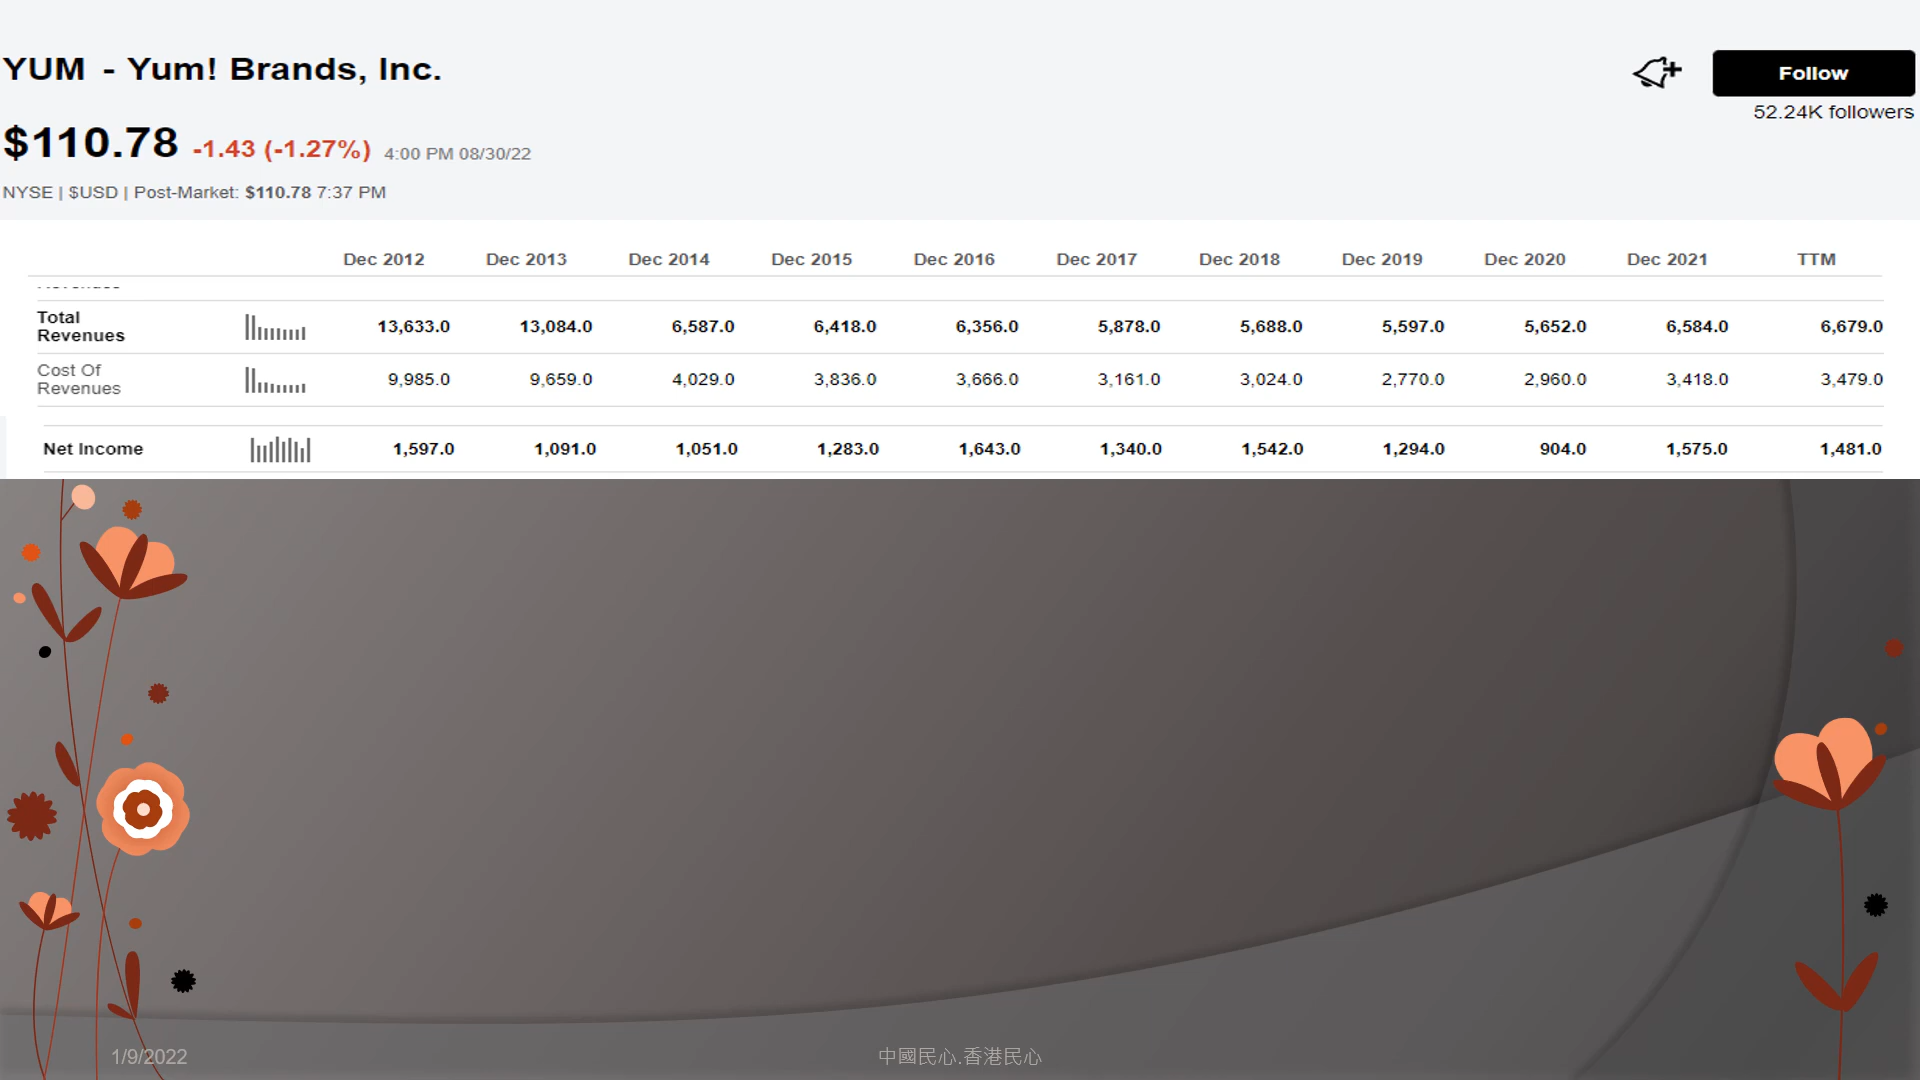 YUM - Yum! Brands, Inc.
Follow
52.24K followers
$110.78 -1.43 (-1.27%) 4:00 PM 08/30/22
NYSE | $USD | Post-Market: $110.78 7:37 PM
Dec 2012 Dec 2013 Dec 2014 Dec 2015 Dec 2016 Dec 2017 Dec 2018 Dec 2019 Dec 2020 Dec 2021 TTM
Total
Revenues 13,633.0 13,084.0 6,587.0 6,418.0 6,356.0 5,878.0 5,688.0 5,597.0 5,652.0 6,584.0 6,679.0
Cost Of
Revenues 9,985.0 9,659.0 4,029.0 3,836.0 3,666.0 3,161.0 3,024.0 2,770.0 2,960.0 3,418.0 3,479.0
Net Income 1,597.0 1,091.0 1,051.0 1,283.0 1,643.0 1,340.0 1,542.0 1,294.0 904.0 1,575.0 1,481.0
1/9/2022
中國民心.香港民心